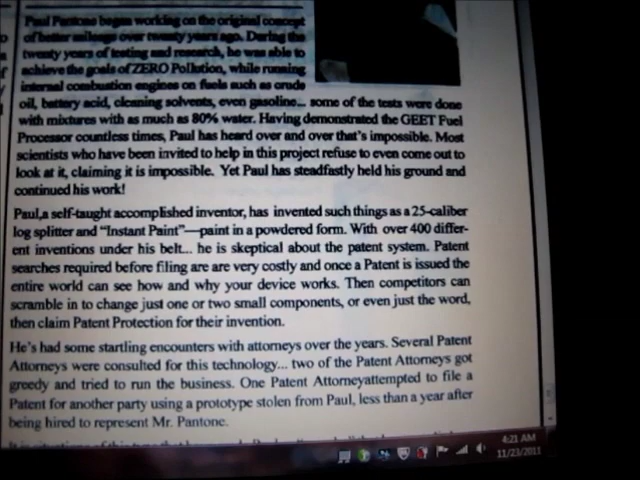 Paul Pantone began working on the original concept
of better mileage over twenty years ago. During the
twenty years of testing and research, he was able to
achieve the goals of ZERO Pollution, while running
internal combustion engines on fuels such as crude
oil, battery acid, cleaning solvents, even gasoline... some of the tests were done
with mixtures with as much as 80% water. Having demonstrated the GEET Fuel
Processor countless times, Paul has heard over and over that's impossible. Most
scientists who have been invited to help in this project refuse to even come out to
look at it, claiming it is impossible. Yet Paul has steadfastly held his ground and
continued his work!
Paul,a self-taught accomplished inventor, has invented such things as a 25-caliber
log splitter and “Instant Paint”—paint in a powdered form. With over 400 differ-
ent inventions under his belt... he is skeptical about the patent system. Patent
searches required before filing are are very costly and once a Patent is issued the
entire world can see how and why your device works. Then competitors can
scramble in to change just one or two small components, or even just the word,
then claim Patent Protection for their invention.
He's had some startling encounters with attorneys over the years. Several Patent
Attorneys were consulted for this technology... two of the Patent Attorneys got
greedy and tried to run the business. One Patent Attorneyattempted to file a
Patent for another party using a prototype stolen from Paul, less than a year after
being hired to represent Mr. Pantone.
4:21 AM
11/23/2011